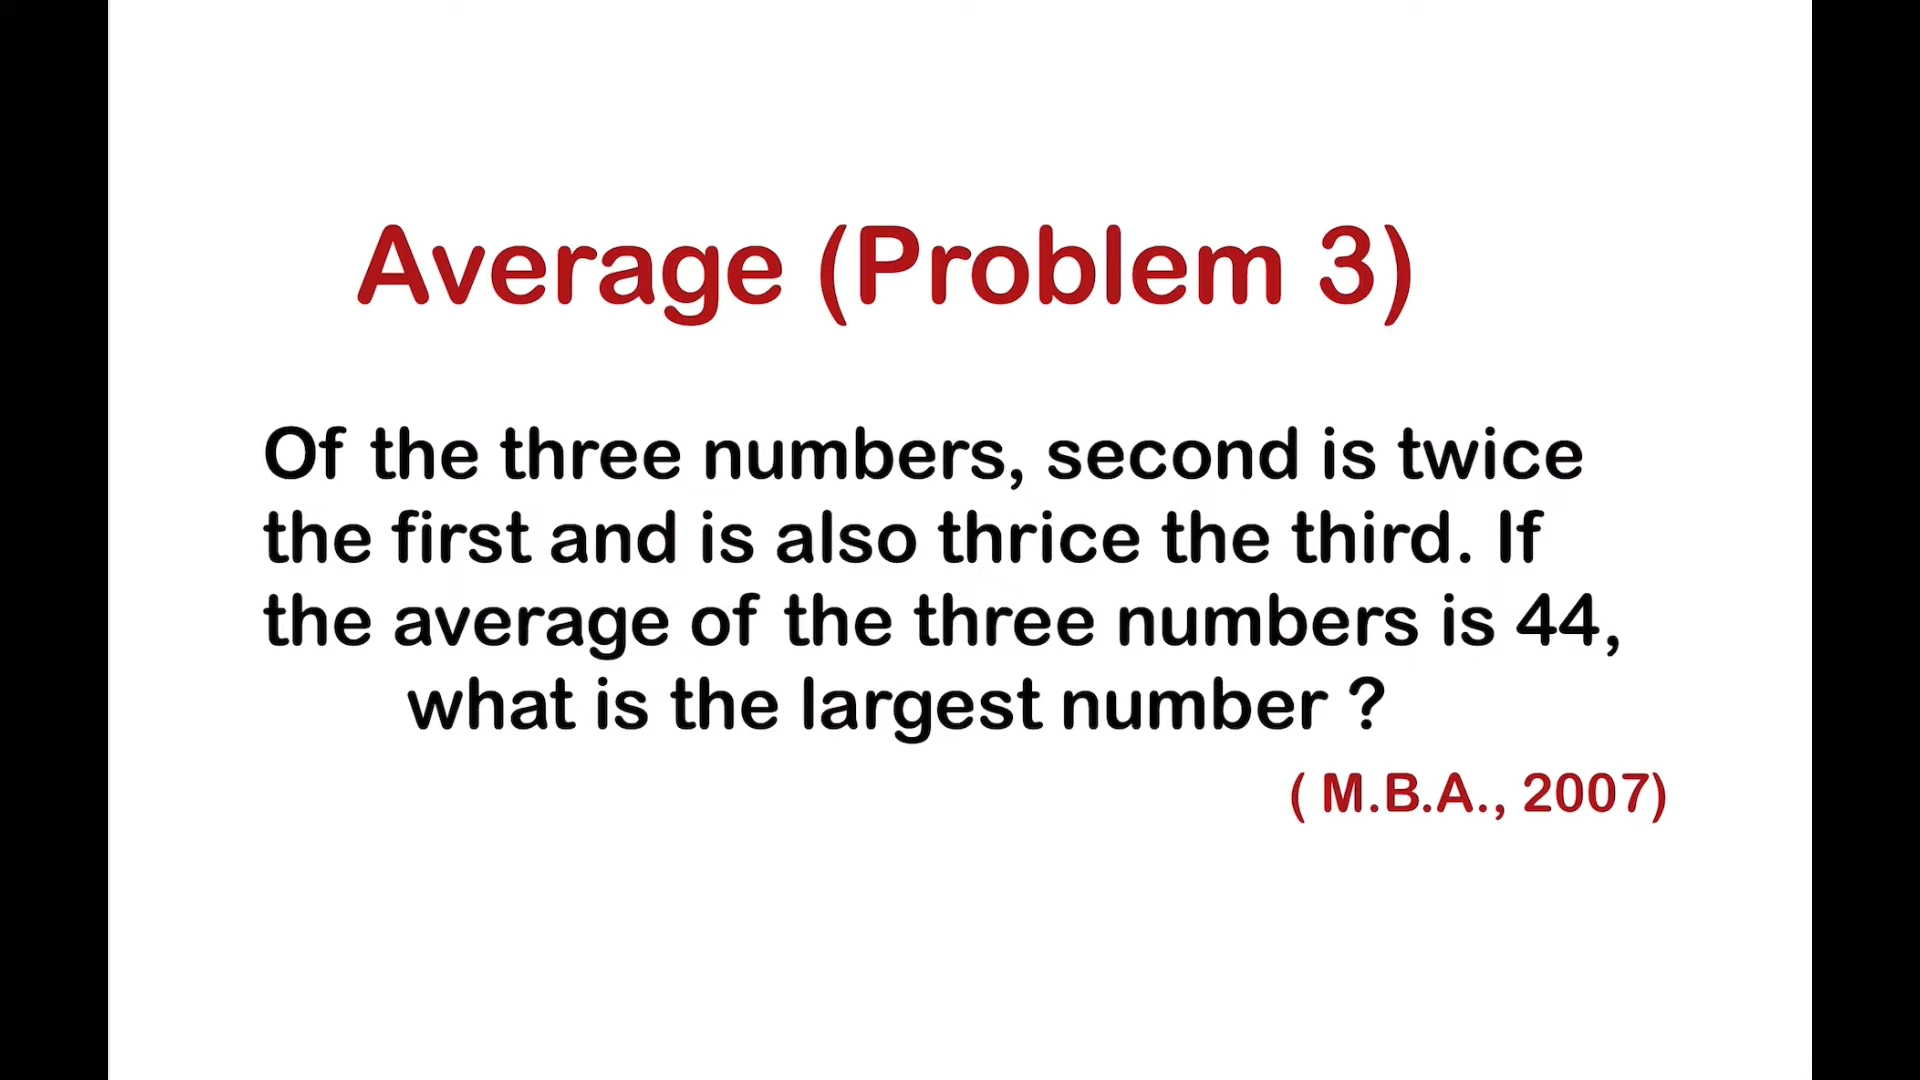 Average (Problem 3)
Of the three numbers, second is twice
the first and is also thrice the third. If
the average of the three numbers is 44,
what is the largest number ?
( M.B.A., 2007)